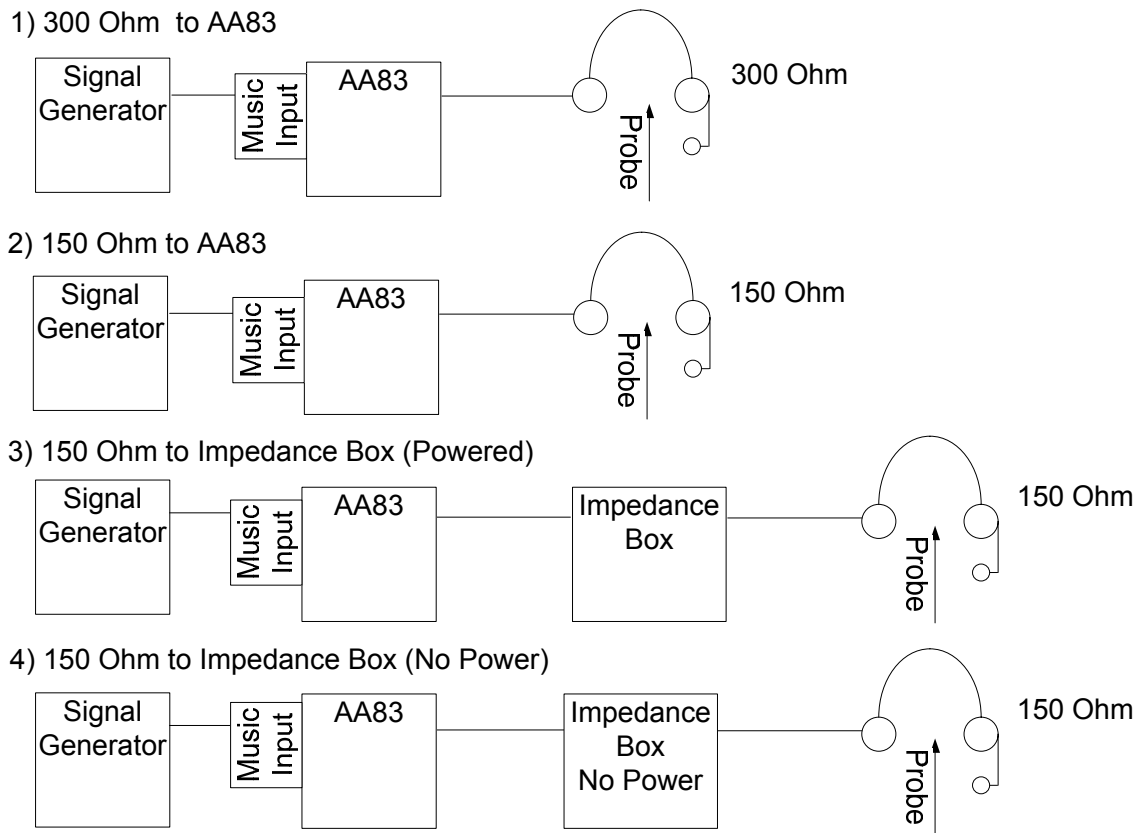 1) 300 Ohm to AA83
Signal
Generator
Music
Input
AA83
Probe
300 Ohm
2) 150 Ohm to AA83
Signal
Generator
Music
Input
AA83
Probe
150 Ohm
3) 150 Ohm to Impedance Box (Powered)
Signal
Generator
Music
Input
AA83
Impedance
Box
Probe
150 Ohm
4) 150 Ohm to Impedance Box (No Power)
Signal
Generator
Music
Input
AA83
Impedance
Box
No Power
Probe
150 Ohm